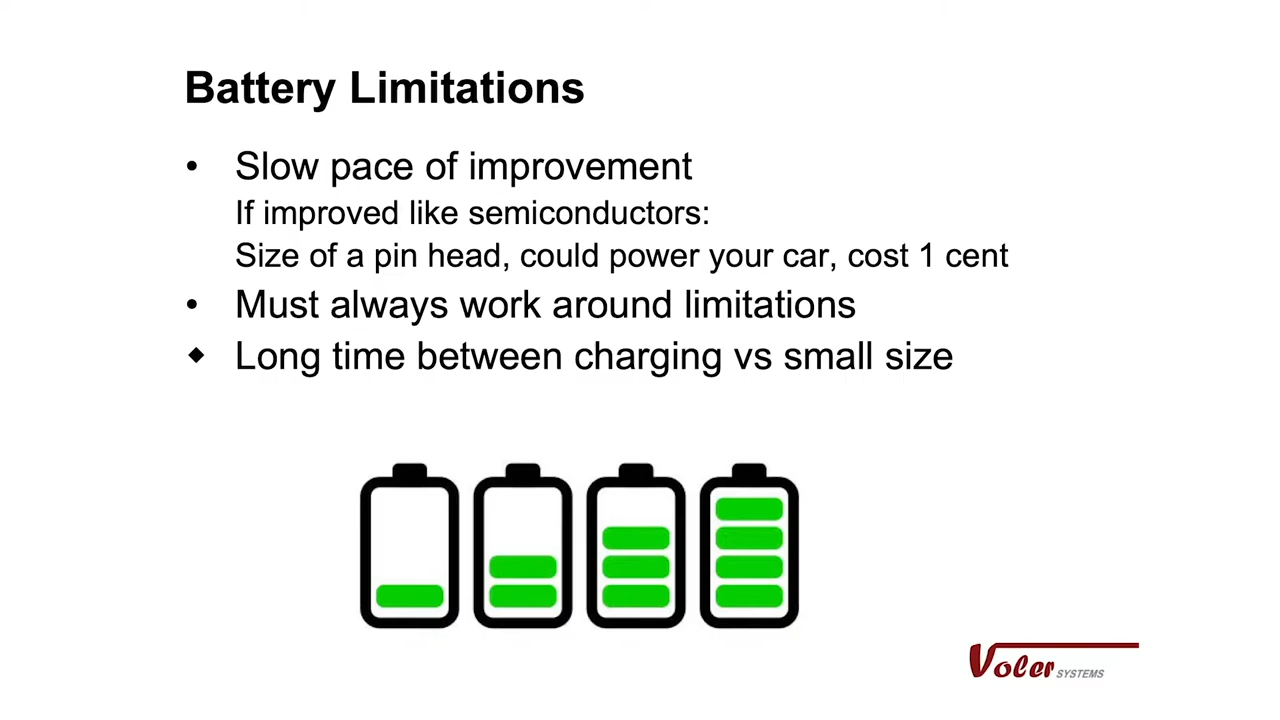 Battery Limitations
• Slow pace of improvement
If improved like semiconductors:
Size of a pin head, could power your car, cost 1 cent
• Must always work around limitations
◆ Long time between charging vs small size
Voler SYSTEMS